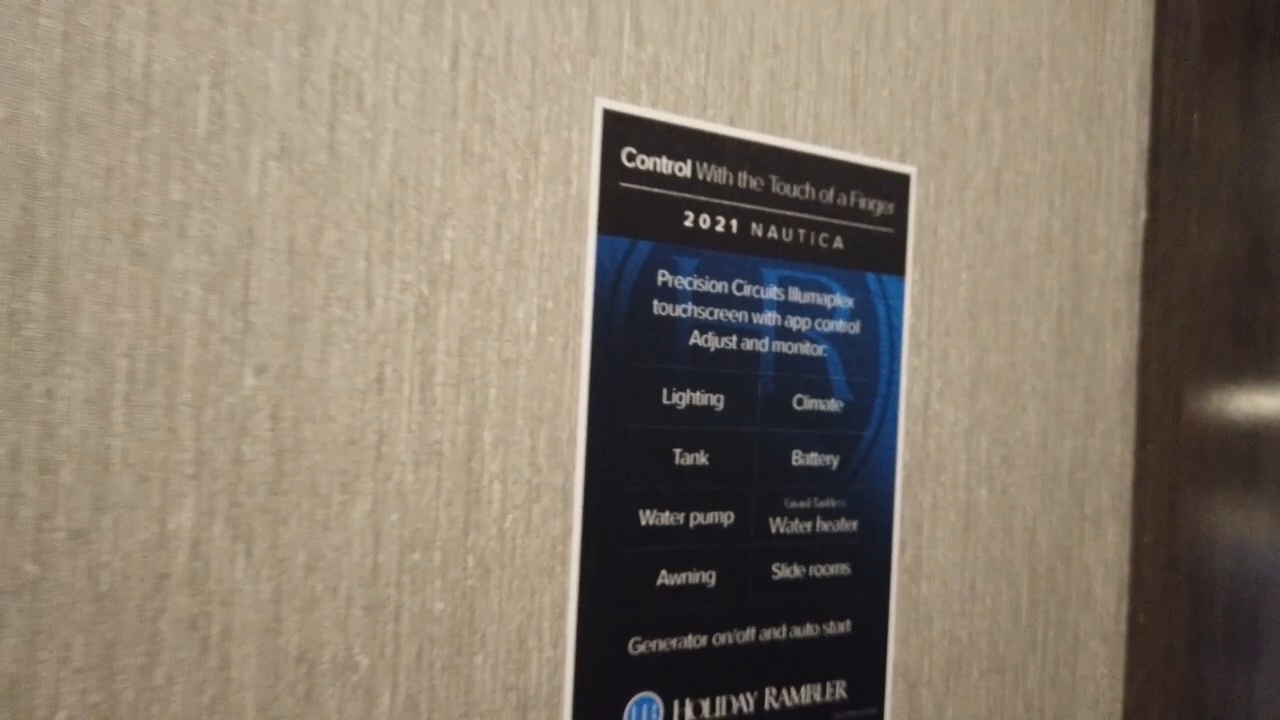 Control With the Touch of a Finger
2021 NAUTICA
Precision Circuits Illumaplex
touchscreen with app control
Adjust and monitor:
Lighting Climate
Tank Battery
Water pump Water heater
Awning Slide rooms
Generator on/off and auto start
HOLIDAY RAMBLER